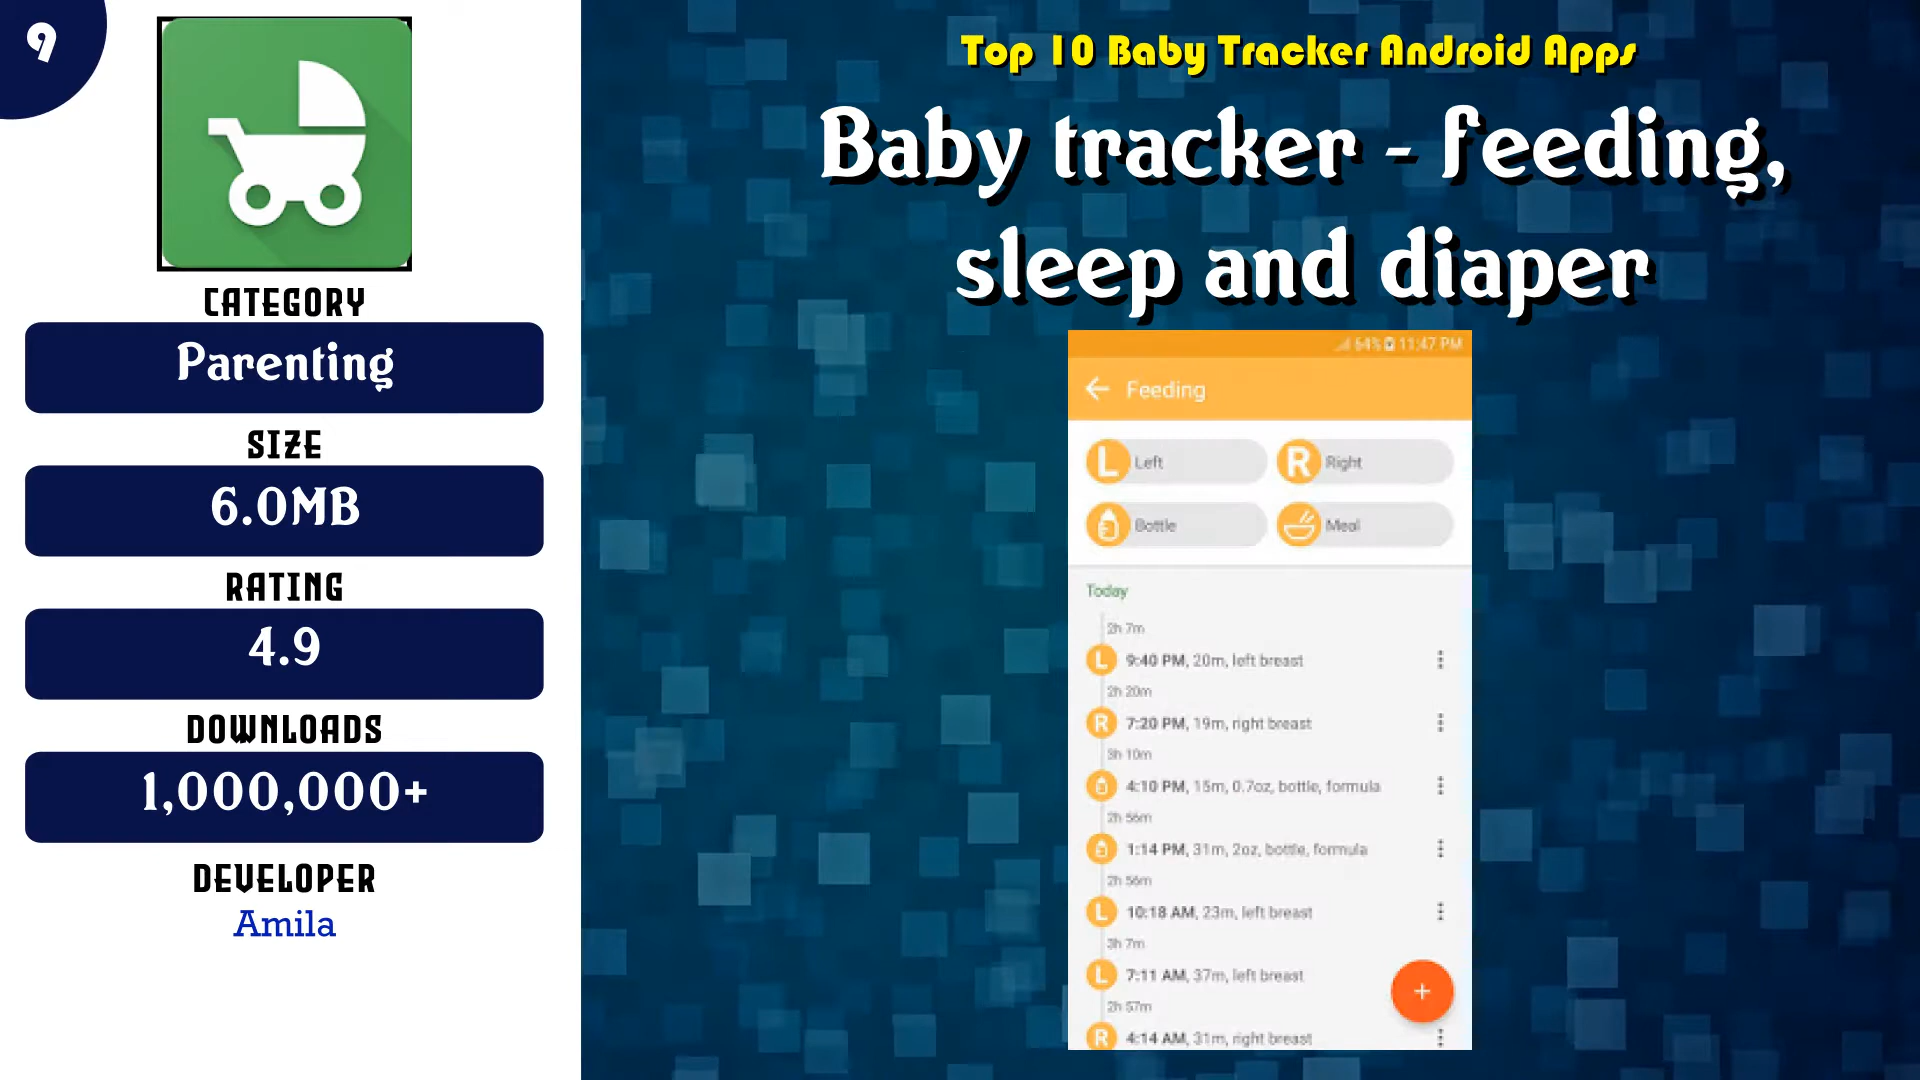 9
CATEGORY
Parenting
SIZE
6.0MB
RATING
4.9
DOWNLOADS
1,000,000+
DEVELOPER
Amila
Top 10 Baby Tracker Android Apps
Baby tracker - feeding,
sleep and diaper
64% 11:47 PM
Feeding
L Left
R Right
Bottle
Meal
Today
2h 7m
L 9:40 PM, 20m, left breast
2h 20m
R 7:20 PM, 19m, right breast
3h 10m
4:10 PM, 15m, 0.7oz, bottle, formula
2h 56m
1:14 PM, 31m, 2oz, bottle, formula
2h 56m
L 10:18 AM, 23m, left breast
3h 7m
L 7:11 AM, 37m, left breast
2h 57m
R 4:14 AM, 31m, right breast